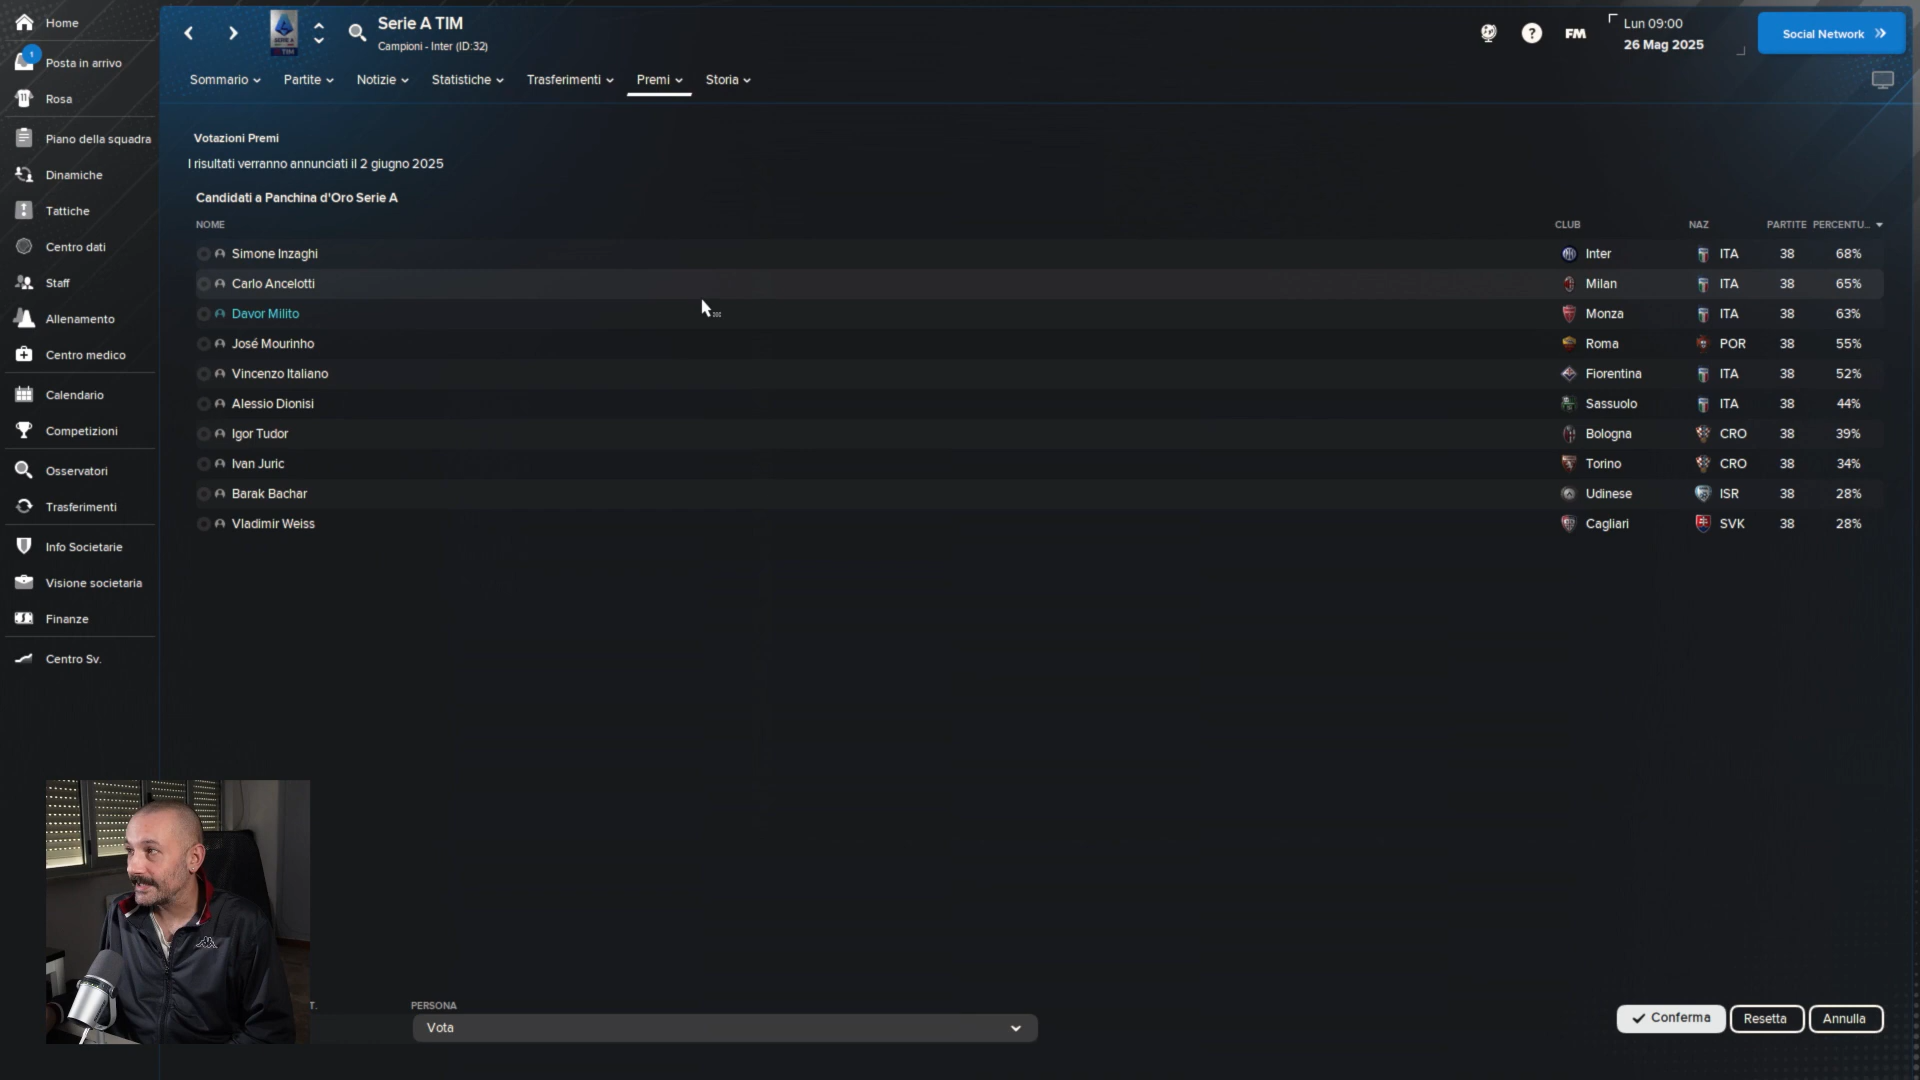 Home
1
Posta in arrivo
Rosa
Piano della squadra
Dinamiche
Tattiche
Centro dati
Staff
Allenamento
Centro medico
Calendario
Competizioni
Osservatori
Trasferimenti
Info Societarie
Visione societaria
Finanze
Centro Sv.
Serie A TIM
Campioni - Inter (ID:32)
FM
Lun 09:00
26 Mag 2025
Social Network
Sommario Partite Notizie Statistiche Trasferimenti Premi Storia
Votazioni Premi
I risultati verranno annunciati il 2 giugno 2025
Candidati a Panchina d'Oro Serie A
NOME CLUB NAZ PARTITE PERCENTU...
Simone Inzaghi Inter ITA 38 68%
Carlo Ancelotti Milan ITA 38 65%
Davor Milito Monza ITA 38 63%
José Mourinho Roma POR 38 55%
Vincenzo Italiano Fiorentina ITA 38 52%
Alessio Dionisi Sassuolo ITA 38 44%
Igor Tudor Bologna CRO 38 39%
Ivan Juric Torino CRO 38 34%
Barak Bachar Udinese ISR 38 28%
Vladimir Weiss Cagliari SVK 38 28%
T. PERSONA
Vota
Conferma Resetta Annulla